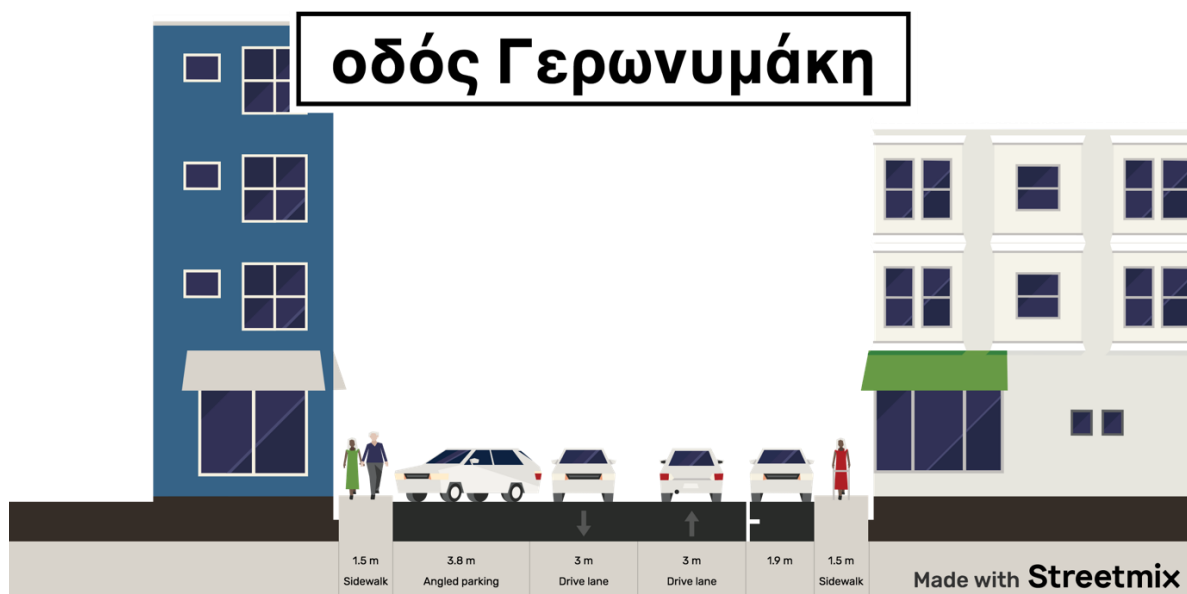 οδός Γερωνυμάκη
1.5 m
Sidewalk
3.8 m
Angled parking
3 m
Drive lane
3 m
Drive lane
1.9 m
1.5 m
Sidewalk
Made with Streetmix